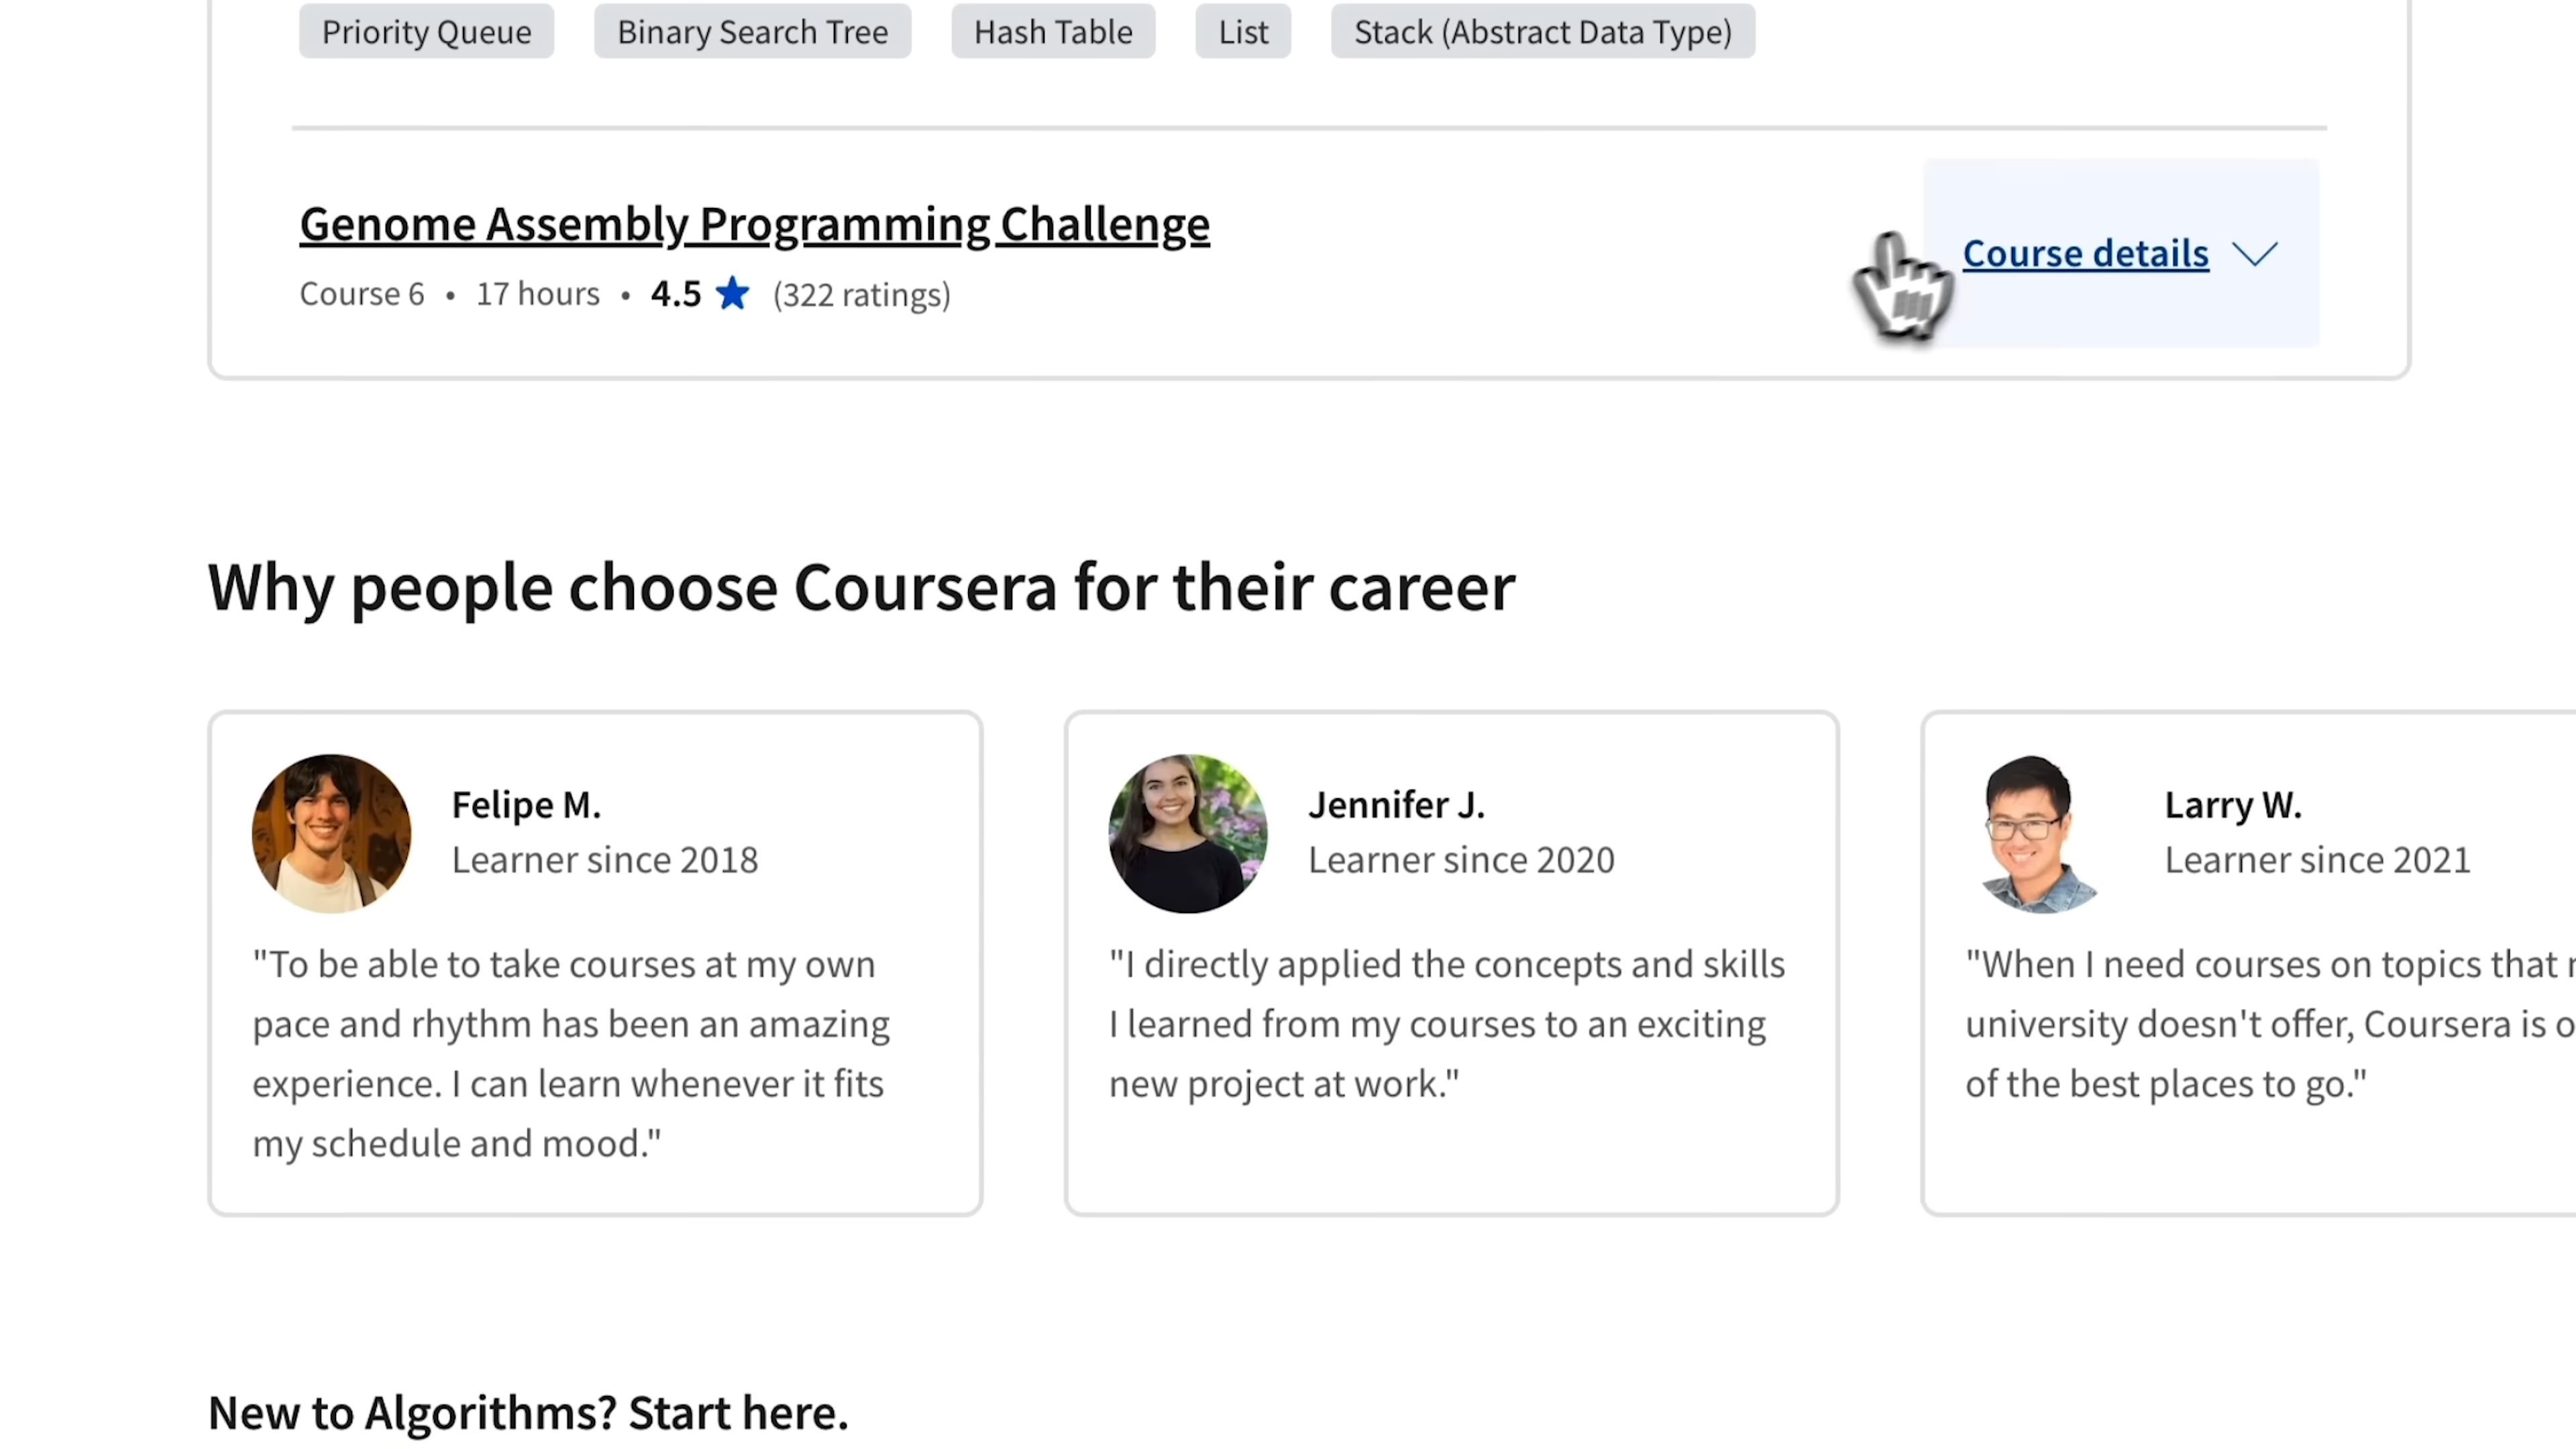 Priority Queue Binary Search Tree Hash Table List Stack (Abstract Data Type)
Genome Assembly Programming Challenge
Course details
Course 6 • 17 hours • 4.5 ★ (322 ratings)
Why people choose Coursera for their career
Felipe M.
Learner since 2018
"To be able to take courses at my own
pace and rhythm has been an amazing
experience. I can learn whenever it fits
my schedule and mood."
Jennifer J.
Learner since 2020
"I directly applied the concepts and skills
I learned from my courses to an exciting
new project at work."
Larry W.
Learner since 2021
"When I need courses on topics that
university doesn't offer, Coursera is
of the best places to go."
New to Algorithms? Start here.